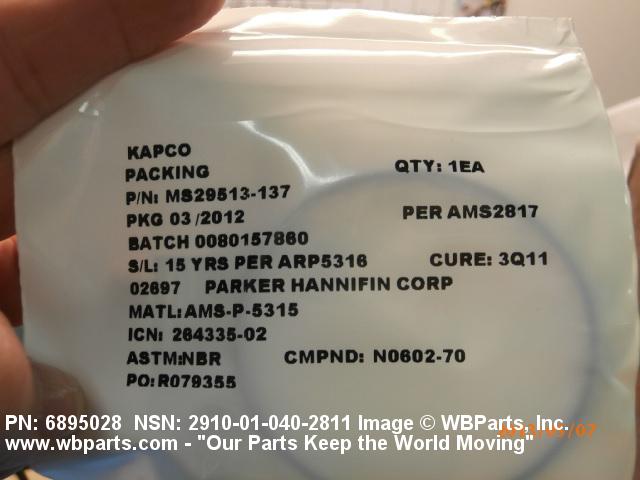 KAPCO
PACKING QTY: 1EA
P/N: MS29513-137
PKG 03/2012 PER AMS2817
BATCH 0080157860
S/L: 15 YRS PER ARP5316 CURE: 3Q11
02697 PARKER HANNIFIN CORP
MATL: AMS-P-5315
ICN: 264335-02
ASTM:NBR CMPND: N0602-70
PO: R079355
PN: 6895028 NSN: 2910-01-040-2811 Image © WBParts, Inc.
www.wbparts.com - "Our Parts Keep the World Moving"